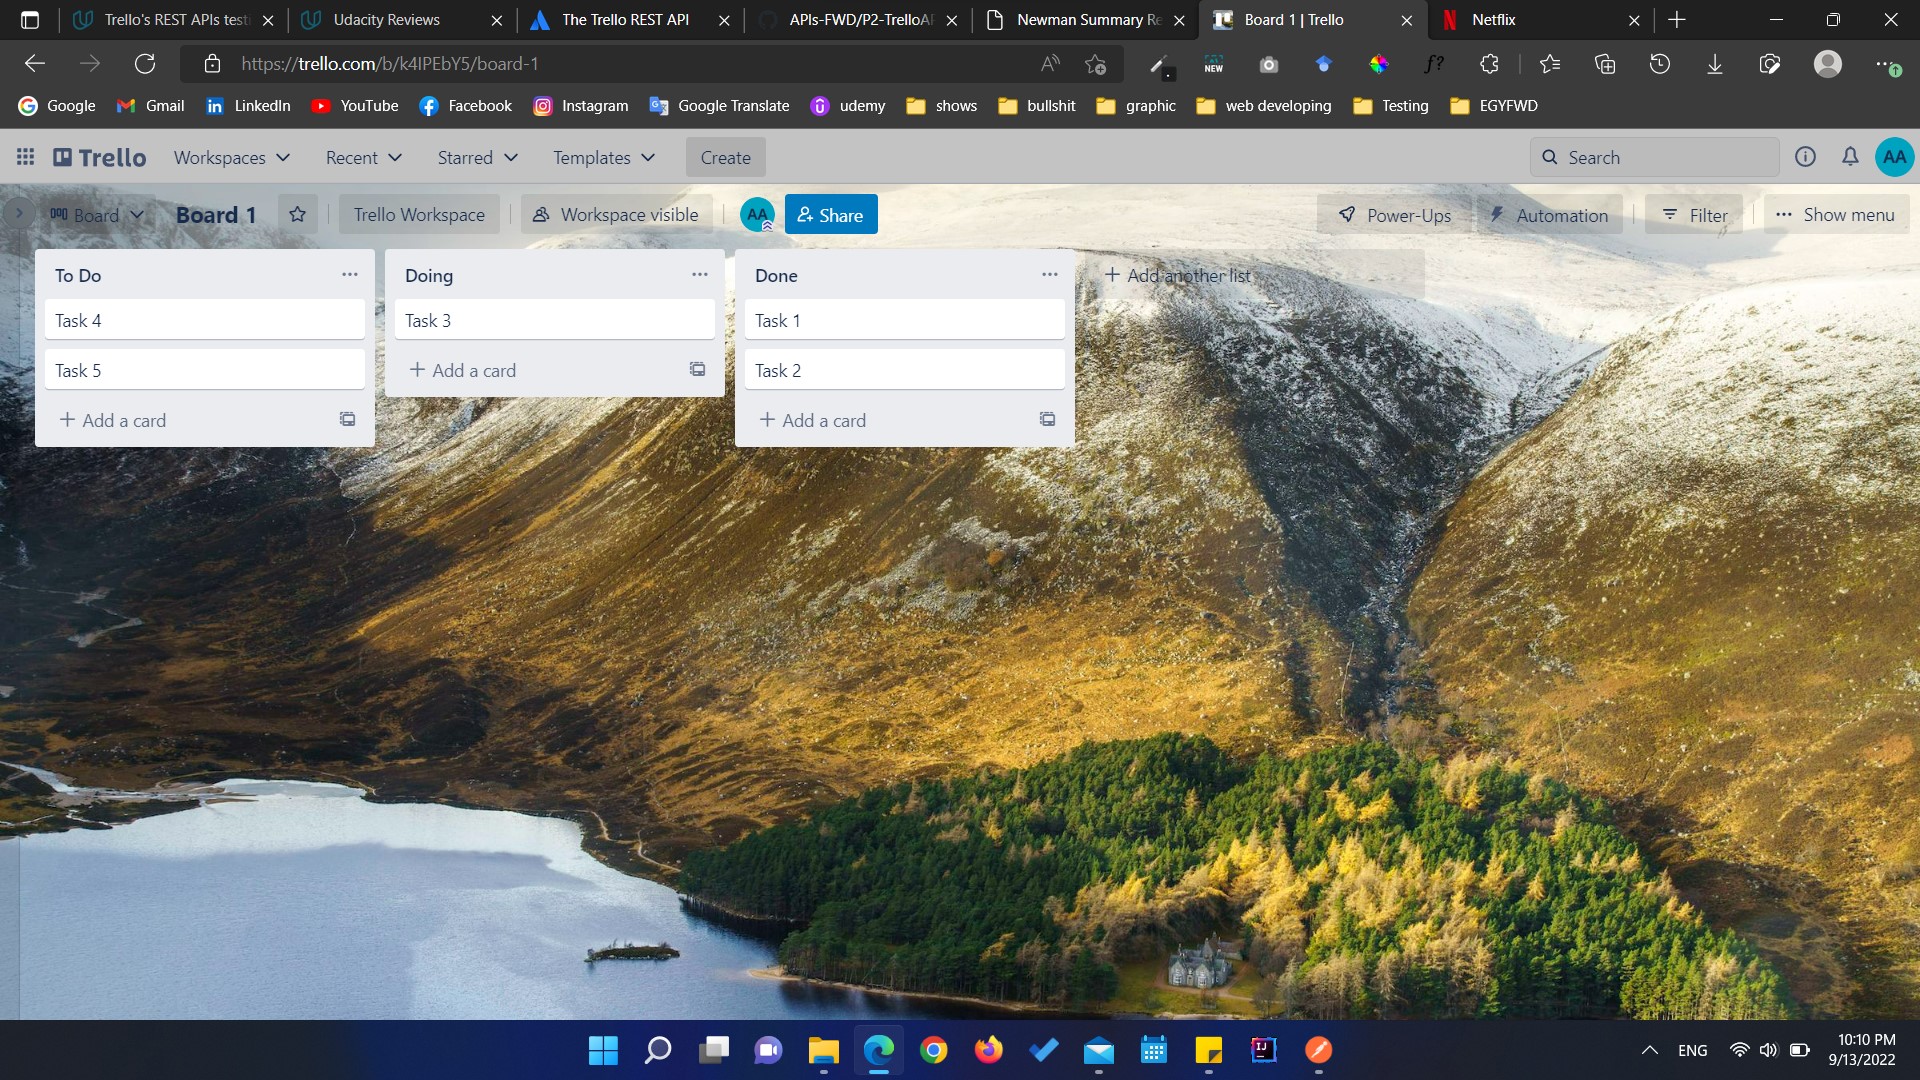 Trello's REST APIs test
Udacity Reviews
The Trello REST API
APIs-FWD/P2-TrelloAP
Newman Summary Re
Board 1 | Trello
Netflix
https://trello.com/b/k4IPEbY5/board-1
NEW
f?
Google
Gmail
LinkedIn
YouTube
Facebook
Instagram
Google Translate
udemy
shows
bullshit
graphic
web developing
Testing
EGYFWD
Trello
Workspaces
Recent
Starred
Templates
Create
Search
AA
Board
Board 1
Trello Workspace
Workspace visible
AA
Share
Power-Ups
Automation
Filter
Show menu
To Do
Task 4
Task 5
+ Add a card
Doing
Task 3
+ Add a card
Done
Task 1
Task 2
+ Add a card
+ Add another list
ENG
10:10 PM
9/13/2022